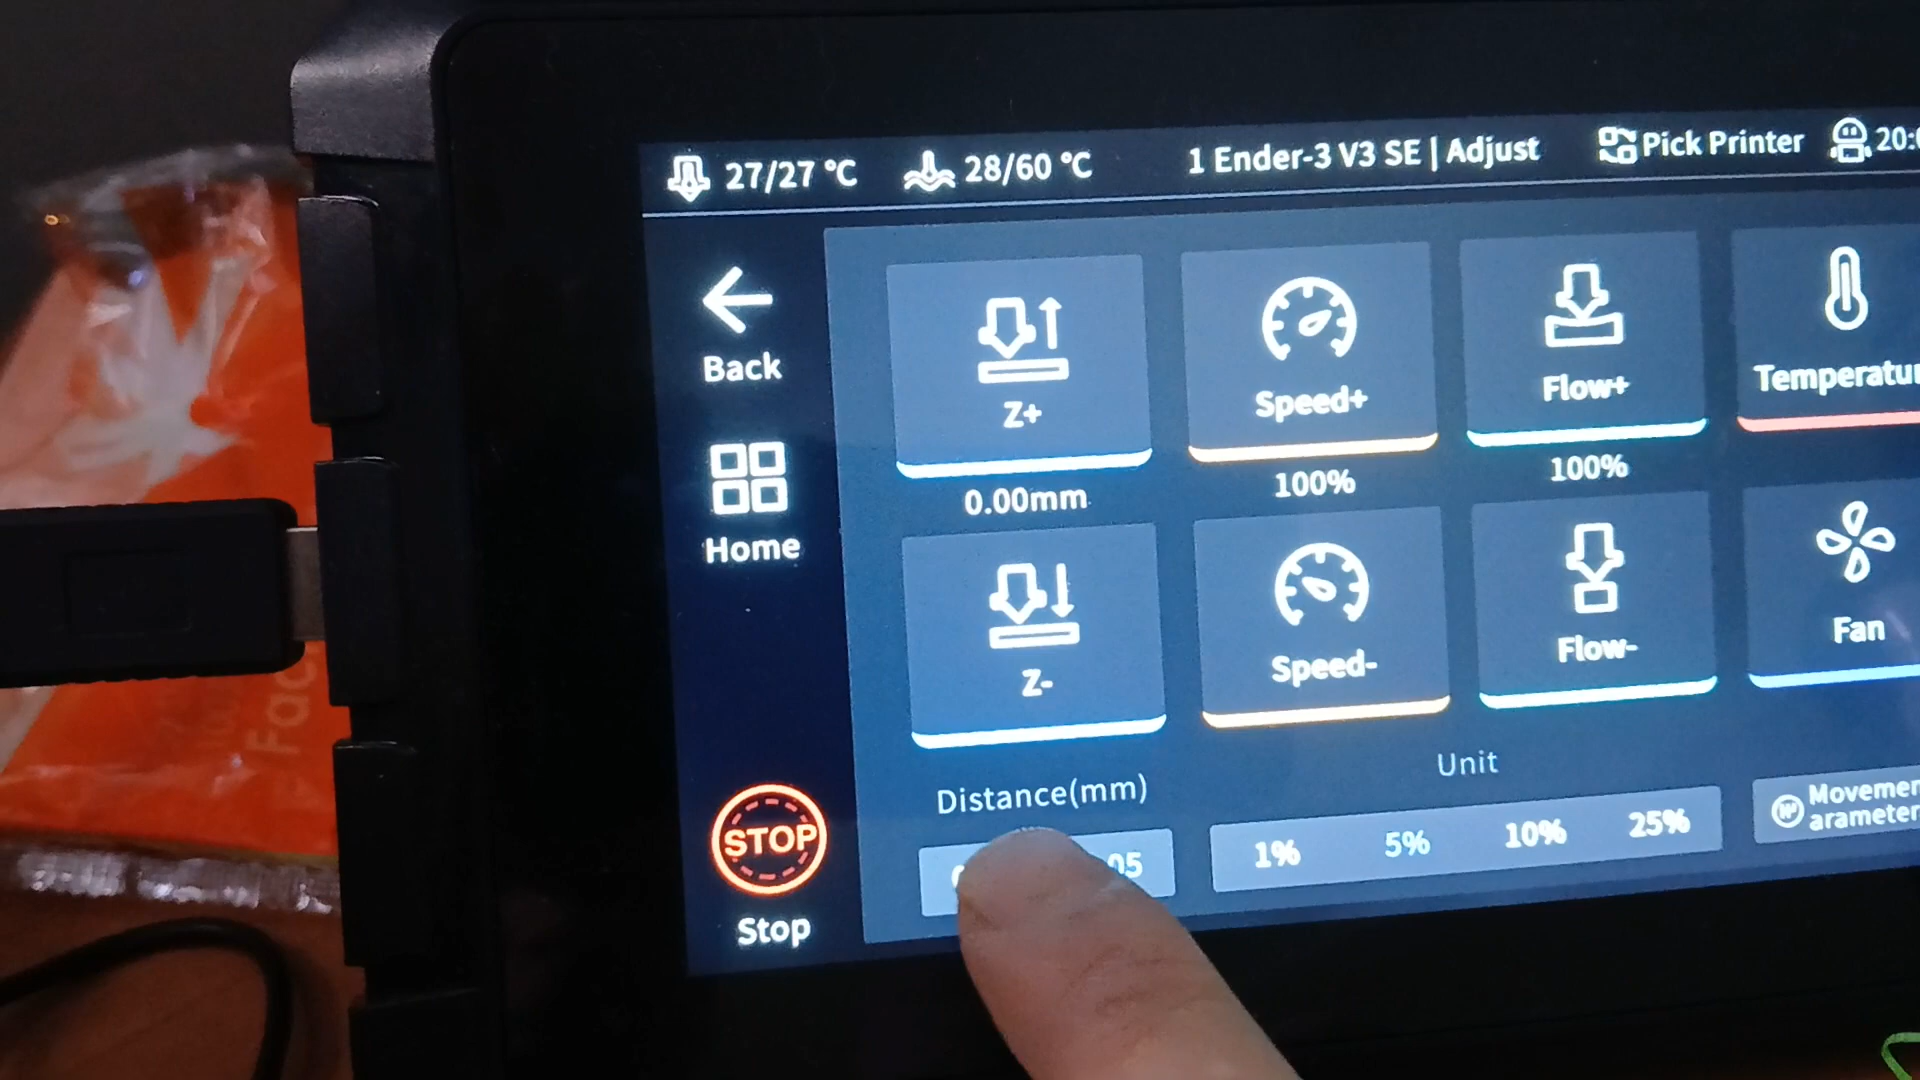 27/27 °C 28/60 °C 1 Ender-3 V3 SE | Adjust Pick Printer
Back
Home
STOP
Stop
Z+ Speed+ Flow+
0.00mm 100% 100%
Z- Speed- Flow- Fan
Distance(mm) Unit
1% 5% 10% 25%